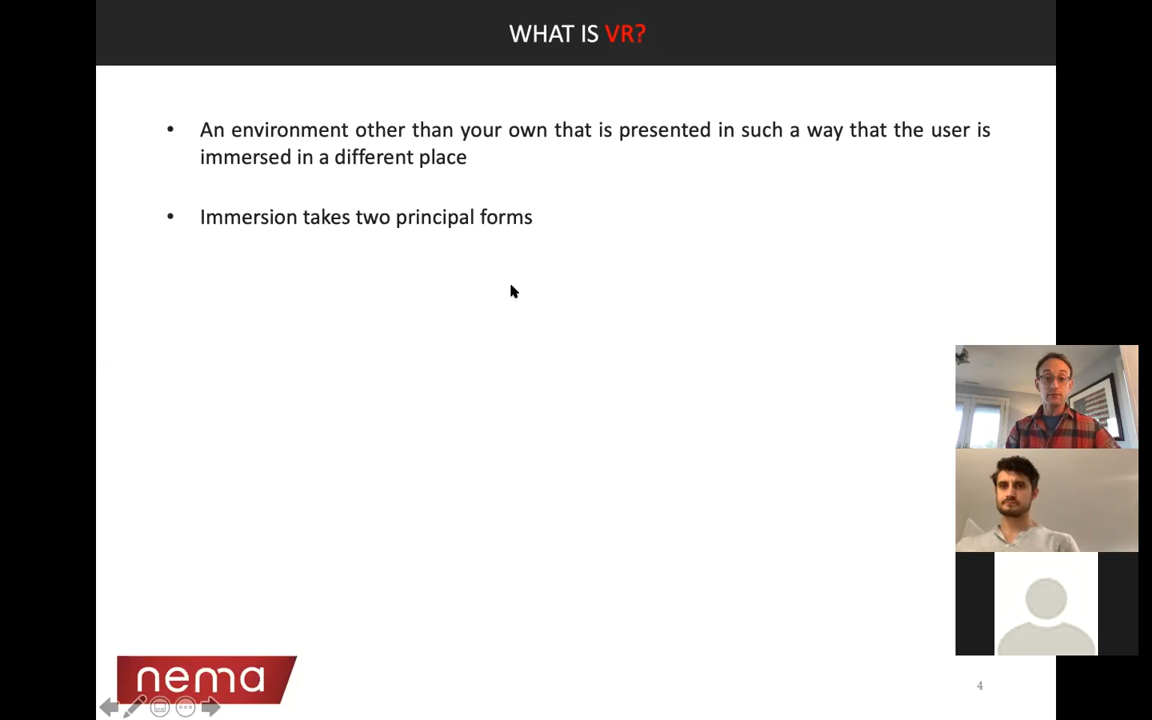 WHAT IS VR?
• An environment other than your own that is presented in such a way that the user is
immersed in a different place
• Immersion takes two principal forms
nema
4